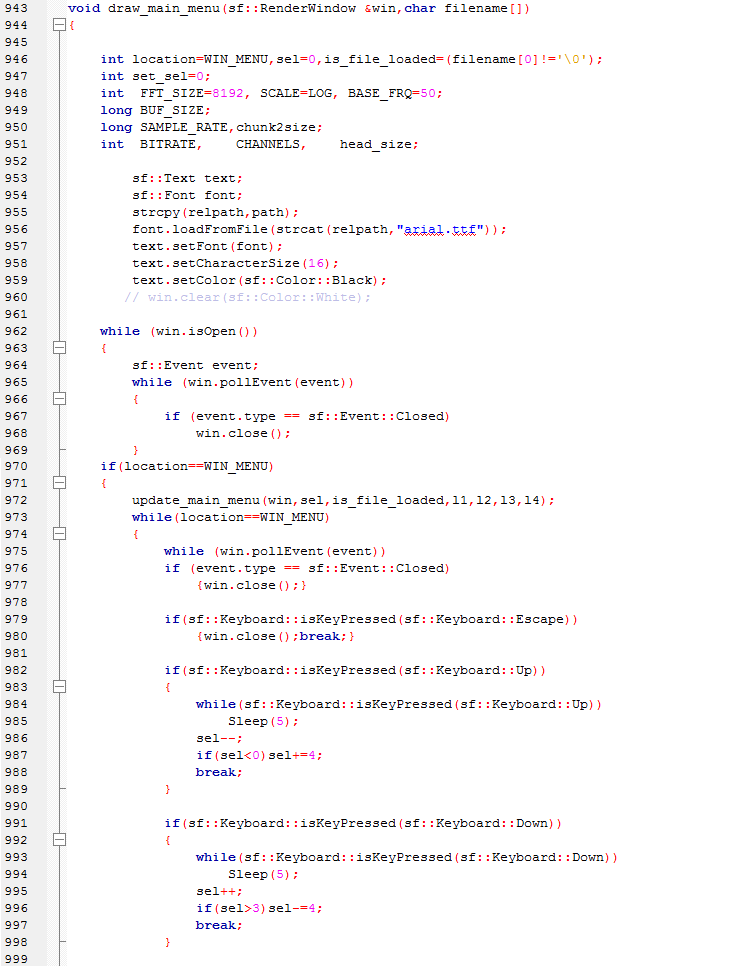 943 void draw_main_menu(sf::RenderWindow &win,char filename[])
944 {
945
946     int location=WIN_MENU,sel=0,is_file_loaded=(filename[0]!='\0');
947     int set_sel=0;
948     int  FFT_SIZE=8192, SCALE=LOG, BASE_FRQ=50;
949     long BUF_SIZE;
950     long SAMPLE_RATE,chunk2size;
951     int  BITRATE,    CHANNELS,    head_size;
952
953         sf::Text text;
954         sf::Font font;
955         strcpy(relpath,path);
956         font.loadFromFile(strcat(relpath,"arial.ttf"));
957         text.setFont(font);
958         text.setCharacterSize(16);
959         text.setColor(sf::Color::Black);
960        // win.clear(sf::Color::White);
961
962     while (win.isOpen())
963     {
964         sf::Event event;
965         while (win.pollEvent(event))
966         {
967             if (event.type == sf::Event::Closed)
968                 win.close();
969         }
970     if(location==WIN_MENU)
971     {
972         update_main_menu(win,sel,is_file_loaded,l1,l2,l3,l4);
973         while(location==WIN_MENU)
974         {
975             while (win.pollEvent(event))
976             if (event.type == sf::Event::Closed)
977                 {win.close();}
978
979             if(sf::Keyboard::isKeyPressed(sf::Keyboard::Escape))
980                 {win.close();break;}
981
982             if(sf::Keyboard::isKeyPressed(sf::Keyboard::Up))
983             {
984                 while(sf::Keyboard::isKeyPressed(sf::Keyboard::Up))
985                     Sleep(5);
986                 sel--;
987                 if(sel<0)sel+=4;
988                 break;
989             }
990
991             if(sf::Keyboard::isKeyPressed(sf::Keyboard::Down))
992             {
993                 while(sf::Keyboard::isKeyPressed(sf::Keyboard::Down))
994                     Sleep(5);
995                 sel++;
996                 if(sel>3)sel-=4;
997                 break;
998             }
999